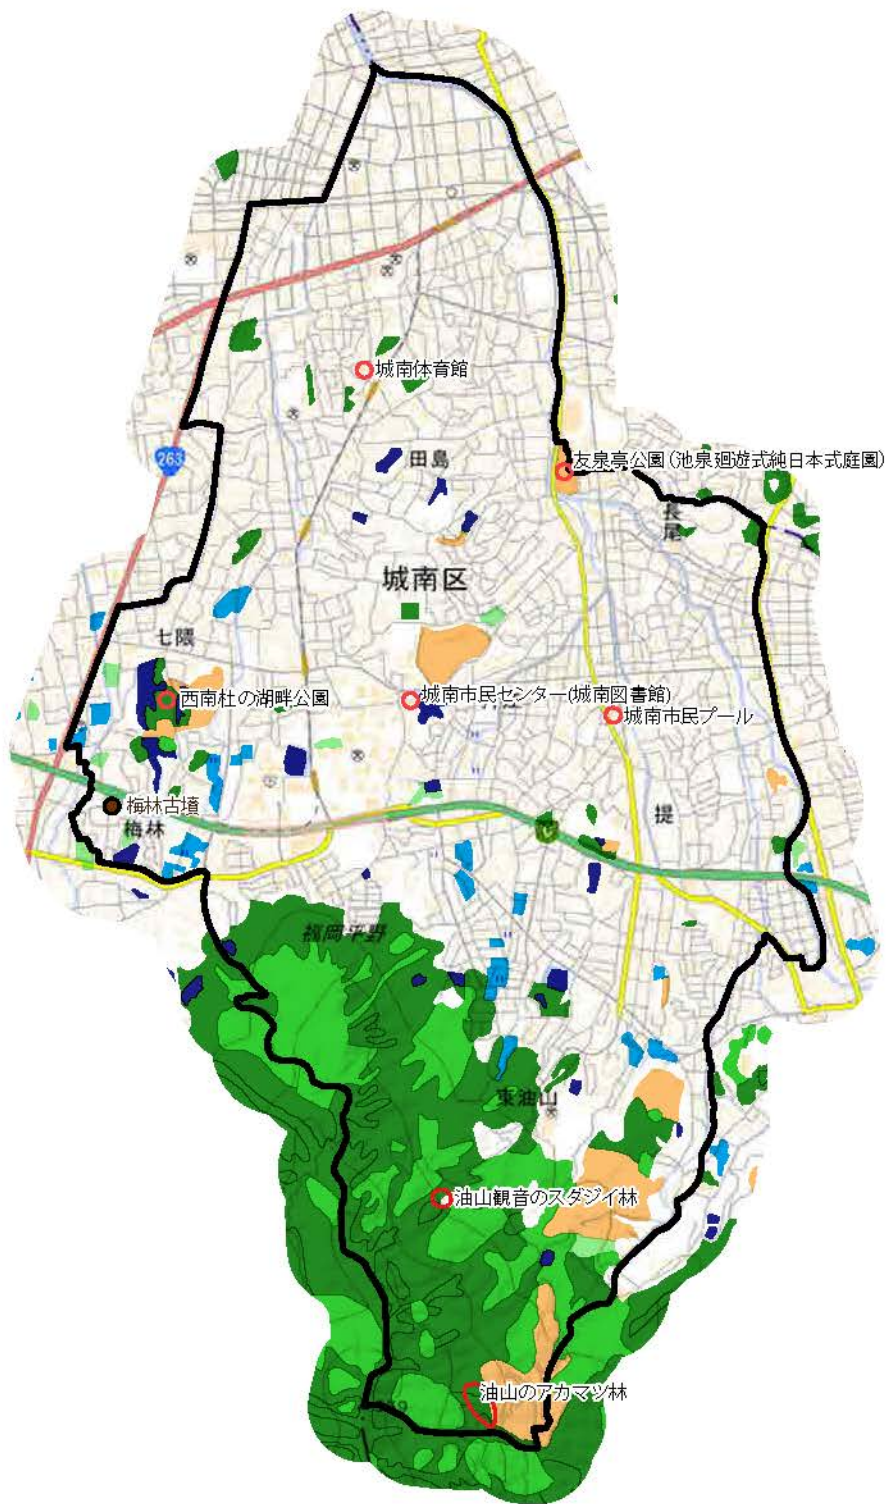 城南体育館
田島
263
友泉亭公園(池泉廻遊式純日本式庭園)
長尾
城南区
七隈
西南杜の湖畔公園
城南市民センター(城南図書館)
城南市民プール
梅林古墳
梅林
堤
福岡平野
東油山
油山観音のスダジイ林
油山のアカマツ林